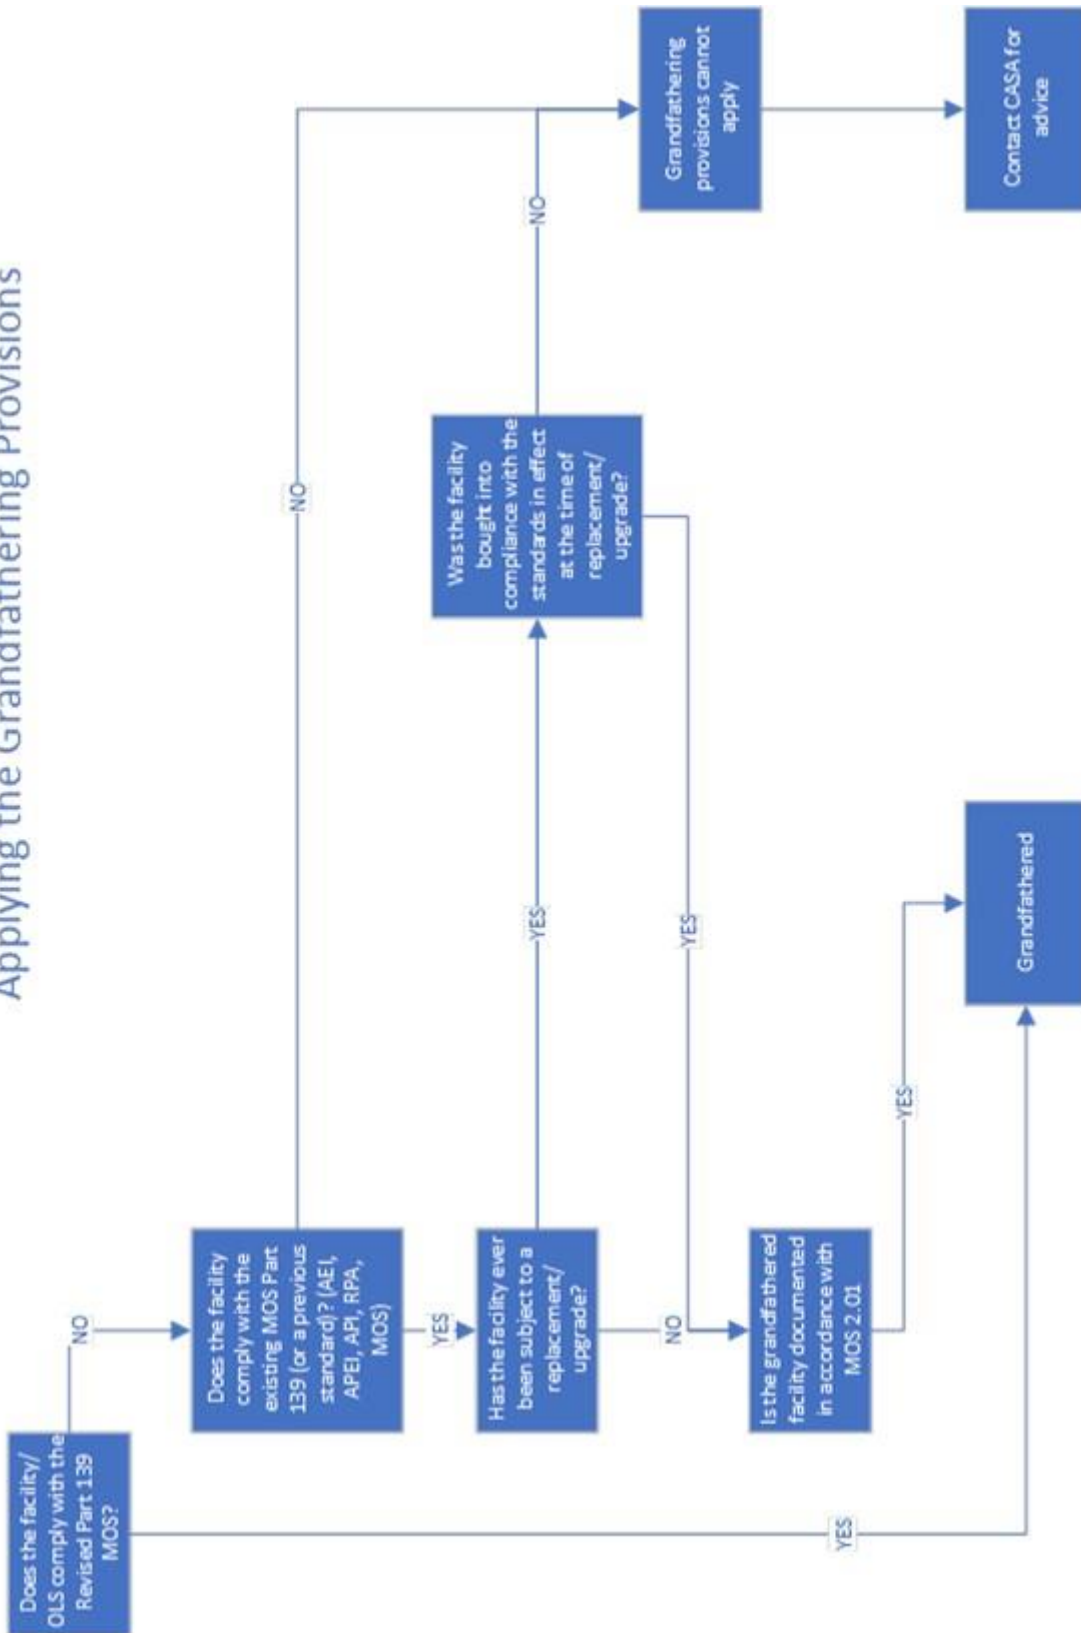 Applying the Grandfathering Provisions
Does the facility/
OLS comply with the
Revised Part 139
MOS?
NO
YES
Does the facility
comply with the
existing MOS Part
139 (or a previous
standard)? (AEI,
APEI, API, RPA,
MOS)
NO
YES
Has the facility ever
been subject to a
replacement/
upgrade?
YES
NO
Was the facility
bought into
compliance with the
standards in effect
at the time of
replacement/
upgrade?
NO
YES
Is the grandfathered
facility documented
in accordance with
MOS 2.01
YES
Grandfathered
Grandfathering
provisions cannot
apply
Contact CASA for
advice